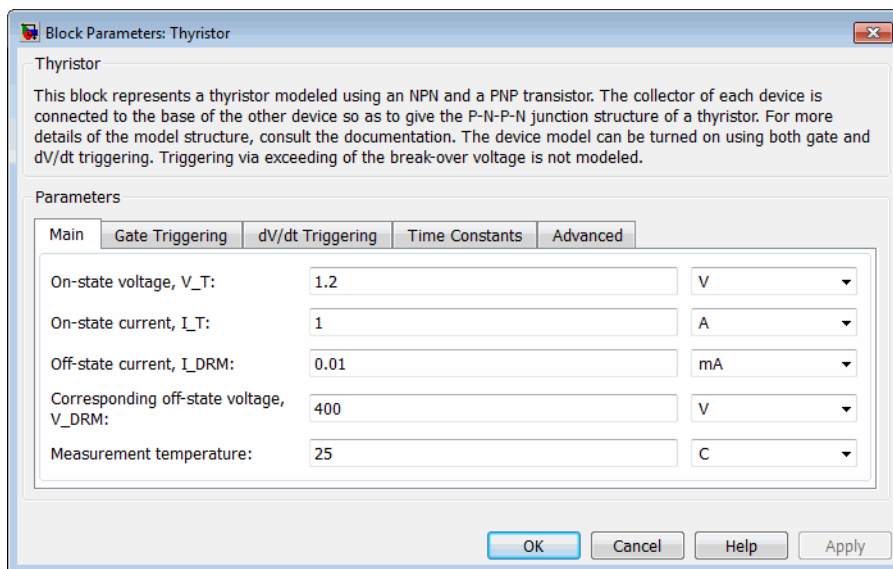 Block Parameters: Thyristor
Thyristor
This block represents a thyristor modeled using an NPN and a PNP transistor. The collector of each device is
connected to the base of the other device so as to give the P-N-P-N junction structure of a thyristor. For more
details of the model structure, consult the documentation. The device model can be turned on using both gate and
dV/dt triggering. Triggering via exceeding of the break-over voltage is not modeled.
Parameters
Main Gate Triggering dV/dt Triggering Time Constants Advanced
On-state voltage, V_T: 1.2 V
On-state current, I_T: 1 A
Off-state current, I_DRM: 0.01 mA
Corresponding off-state voltage,
V_DRM: 400 V
Measurement temperature: 25 C
OK Cancel Help Apply